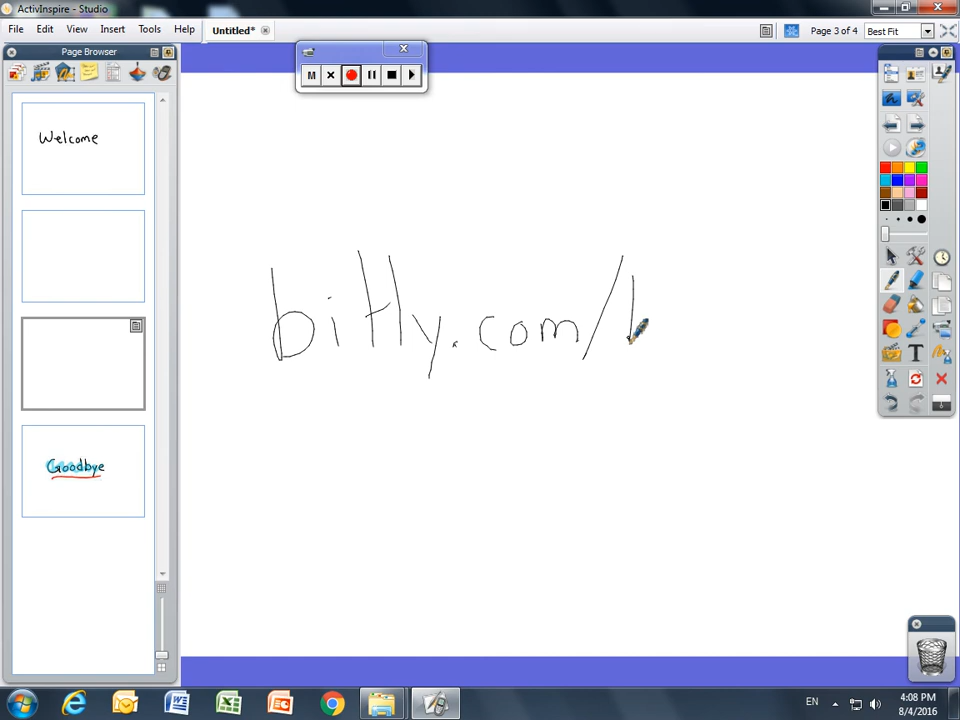 ActivInspire - Studio
File Edit View Insert Tools Help Untitled* Page 3 of 4 Best Fit
Page Browser
M
Welcome
bitly.com/
Goodbye
T
EN 4:08 PM
8/4/2016